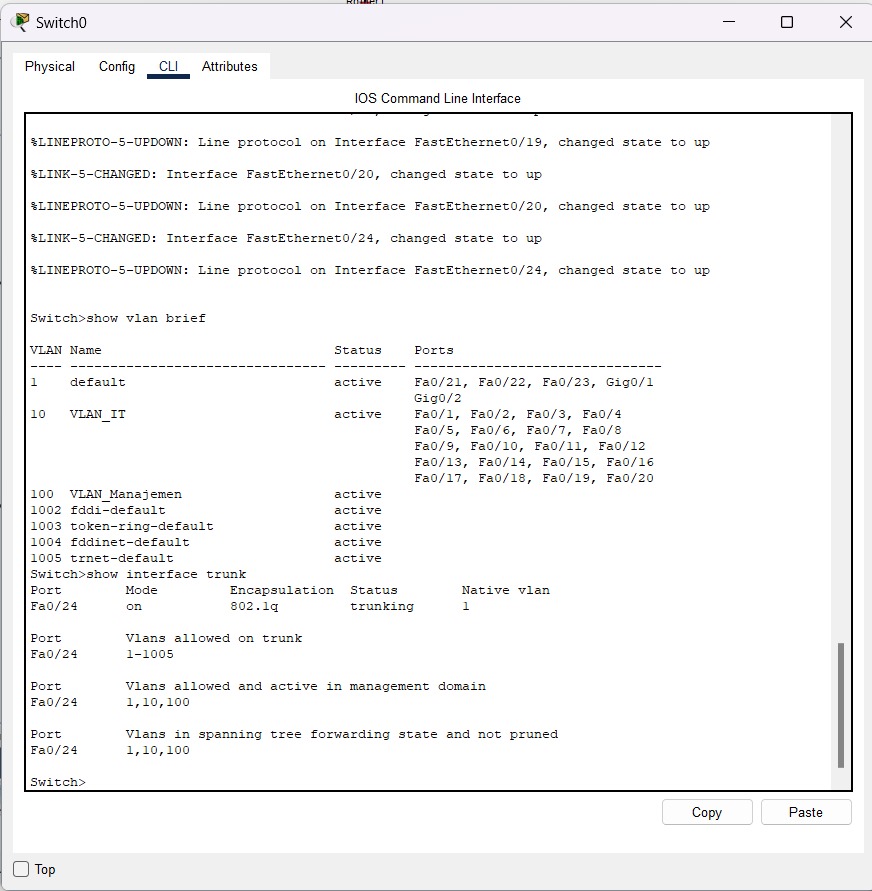 Switch0
Physical Config CLI Attributes
IOS Command Line Interface
%LINEPROTO-5-UPDOWN: Line protocol on Interface FastEthernet0/19, changed state to up
%LINK-5-CHANGED: Interface FastEthernet0/20, changed state to up
%LINEPROTO-5-UPDOWN: Line protocol on Interface FastEthernet0/20, changed state to up
%LINK-5-CHANGED: Interface FastEthernet0/24, changed state to up
%LINEPROTO-5-UPDOWN: Line protocol on Interface FastEthernet0/24, changed state to up
Switch>show vlan brief
VLAN Name                             Status    Ports
---- -------------------------------- --------- -------------------------------
1    default                          active    Fa0/21, Fa0/22, Fa0/23, Gig0/1
                                                Gig0/2
10   VLAN_IT                          active    Fa0/1, Fa0/2, Fa0/3, Fa0/4
                                                Fa0/5, Fa0/6, Fa0/7, Fa0/8
                                                Fa0/9, Fa0/10, Fa0/11, Fa0/12
                                                Fa0/13, Fa0/14, Fa0/15, Fa0/16
                                                Fa0/17, Fa0/18, Fa0/19, Fa0/20
100  VLAN_Manajemen                   active
1002 fddi-default                     active
1003 token-ring-default               active
1004 fddinet-default                  active
1005 trnet-default                    active
Switch>show interface trunk
Port        Mode         Encapsulation  Status        Native vlan
Fa0/24      on           802.1q         trunking      1
Port        Vlans allowed on trunk
Fa0/24      1-1005
Port        Vlans allowed and active in management domain
Fa0/24      1,10,100
Port        Vlans in spanning tree forwarding state and not pruned
Fa0/24      1,10,100
Switch>
Copy Paste
Top